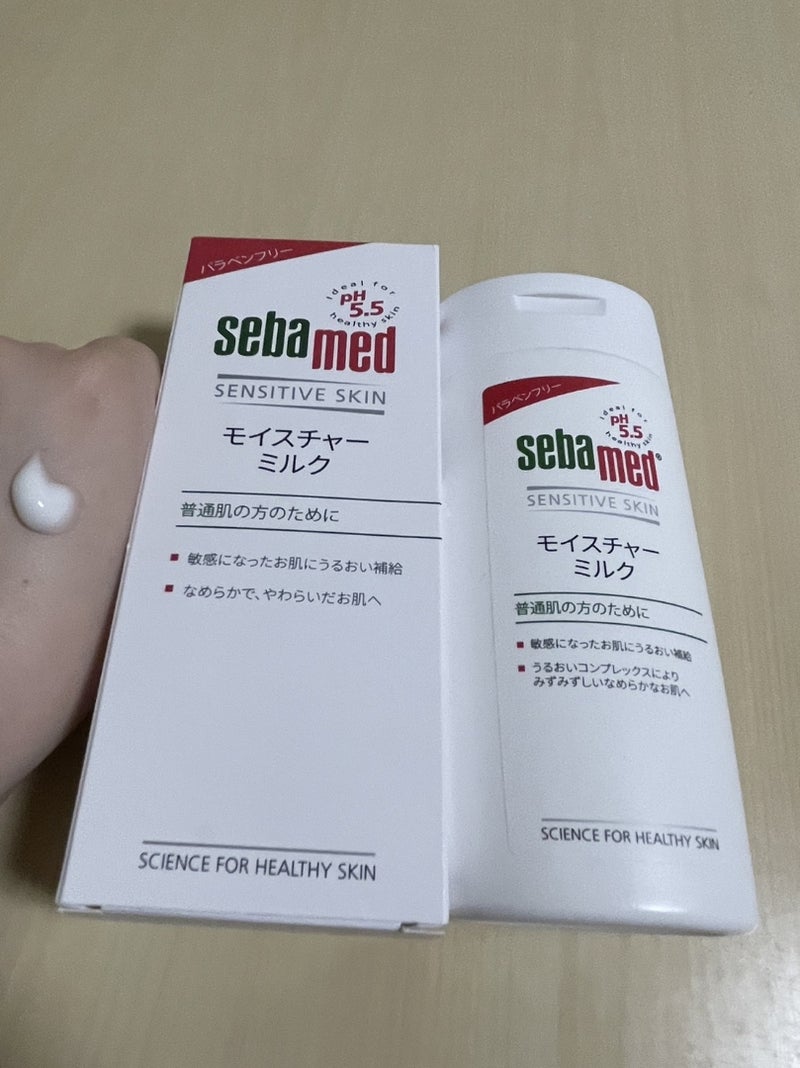 パラベンフリー
ideal for
pH
5.5
healthy skin
sebamed
SENSITIVE SKIN
モイスチャー
ミルク
普通肌の方のために
敏感になったお肌にうるおい補給
なめらかで、やわらいだお肌へ
SCIENCE FOR HEALTHY SKIN
パラベンフリー
ideal for
pH
5.5
healthy skin
sebamed®
SENSITIVE SKIN
モイスチャー
ミルク
普通肌の方のために
敏感になったお肌にうるおい補給
うるおいコンプレックスにより
みずみずしいなめらかなお肌へ
SCIENCE FOR HEALTHY SKIN